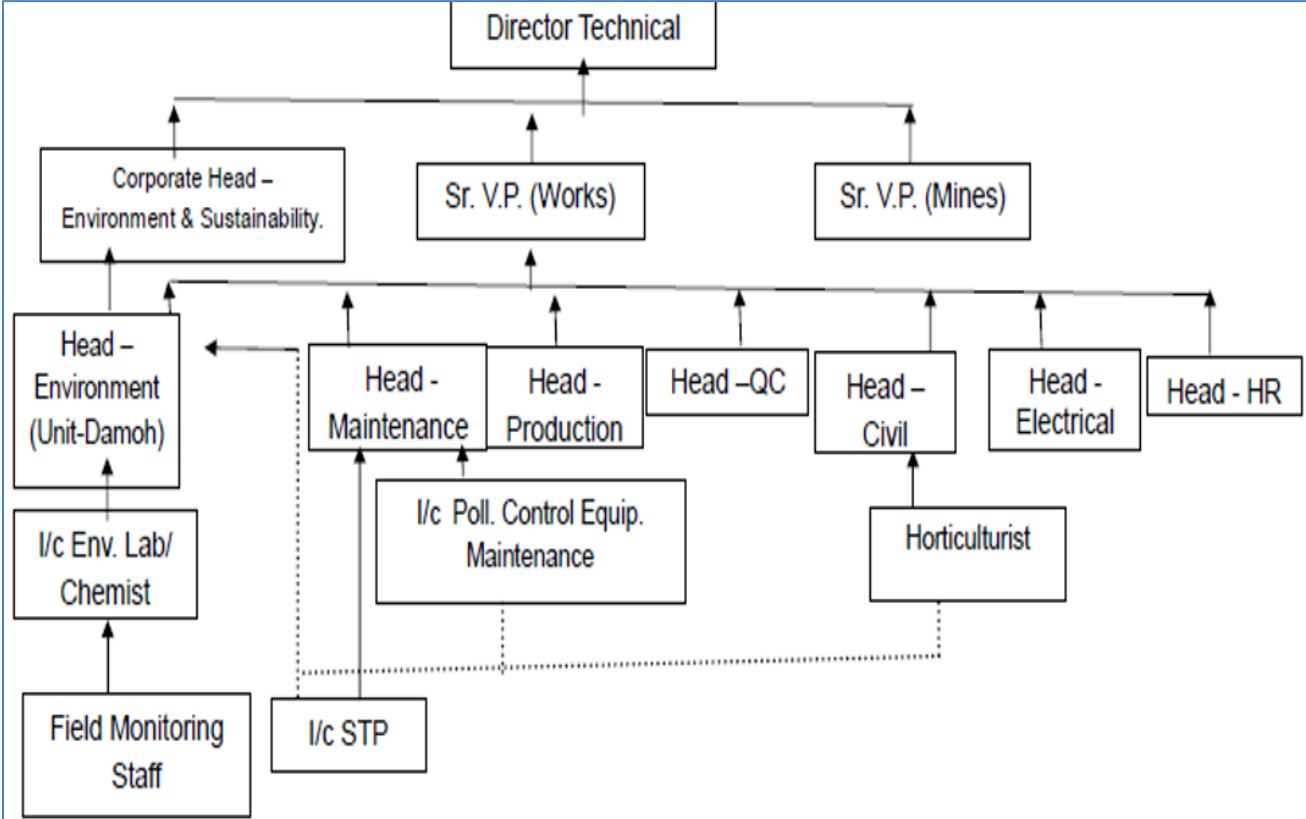 Director Technical
Corporate Head –
Environment & Sustainability.
Sr. V.P. (Works)
Sr. V.P. (Mines)
Head –
Environment
(Unit-Damoh)
Head -
Maintenance
Head -
Production
Head –QC
Head –
Civil
Head -
Electrical
Head - HR
I/c Env. Lab/
Chemist
I/c Poll. Control Equip.
Maintenance
Horticulturist
Field Monitoring
Staff
I/c STP